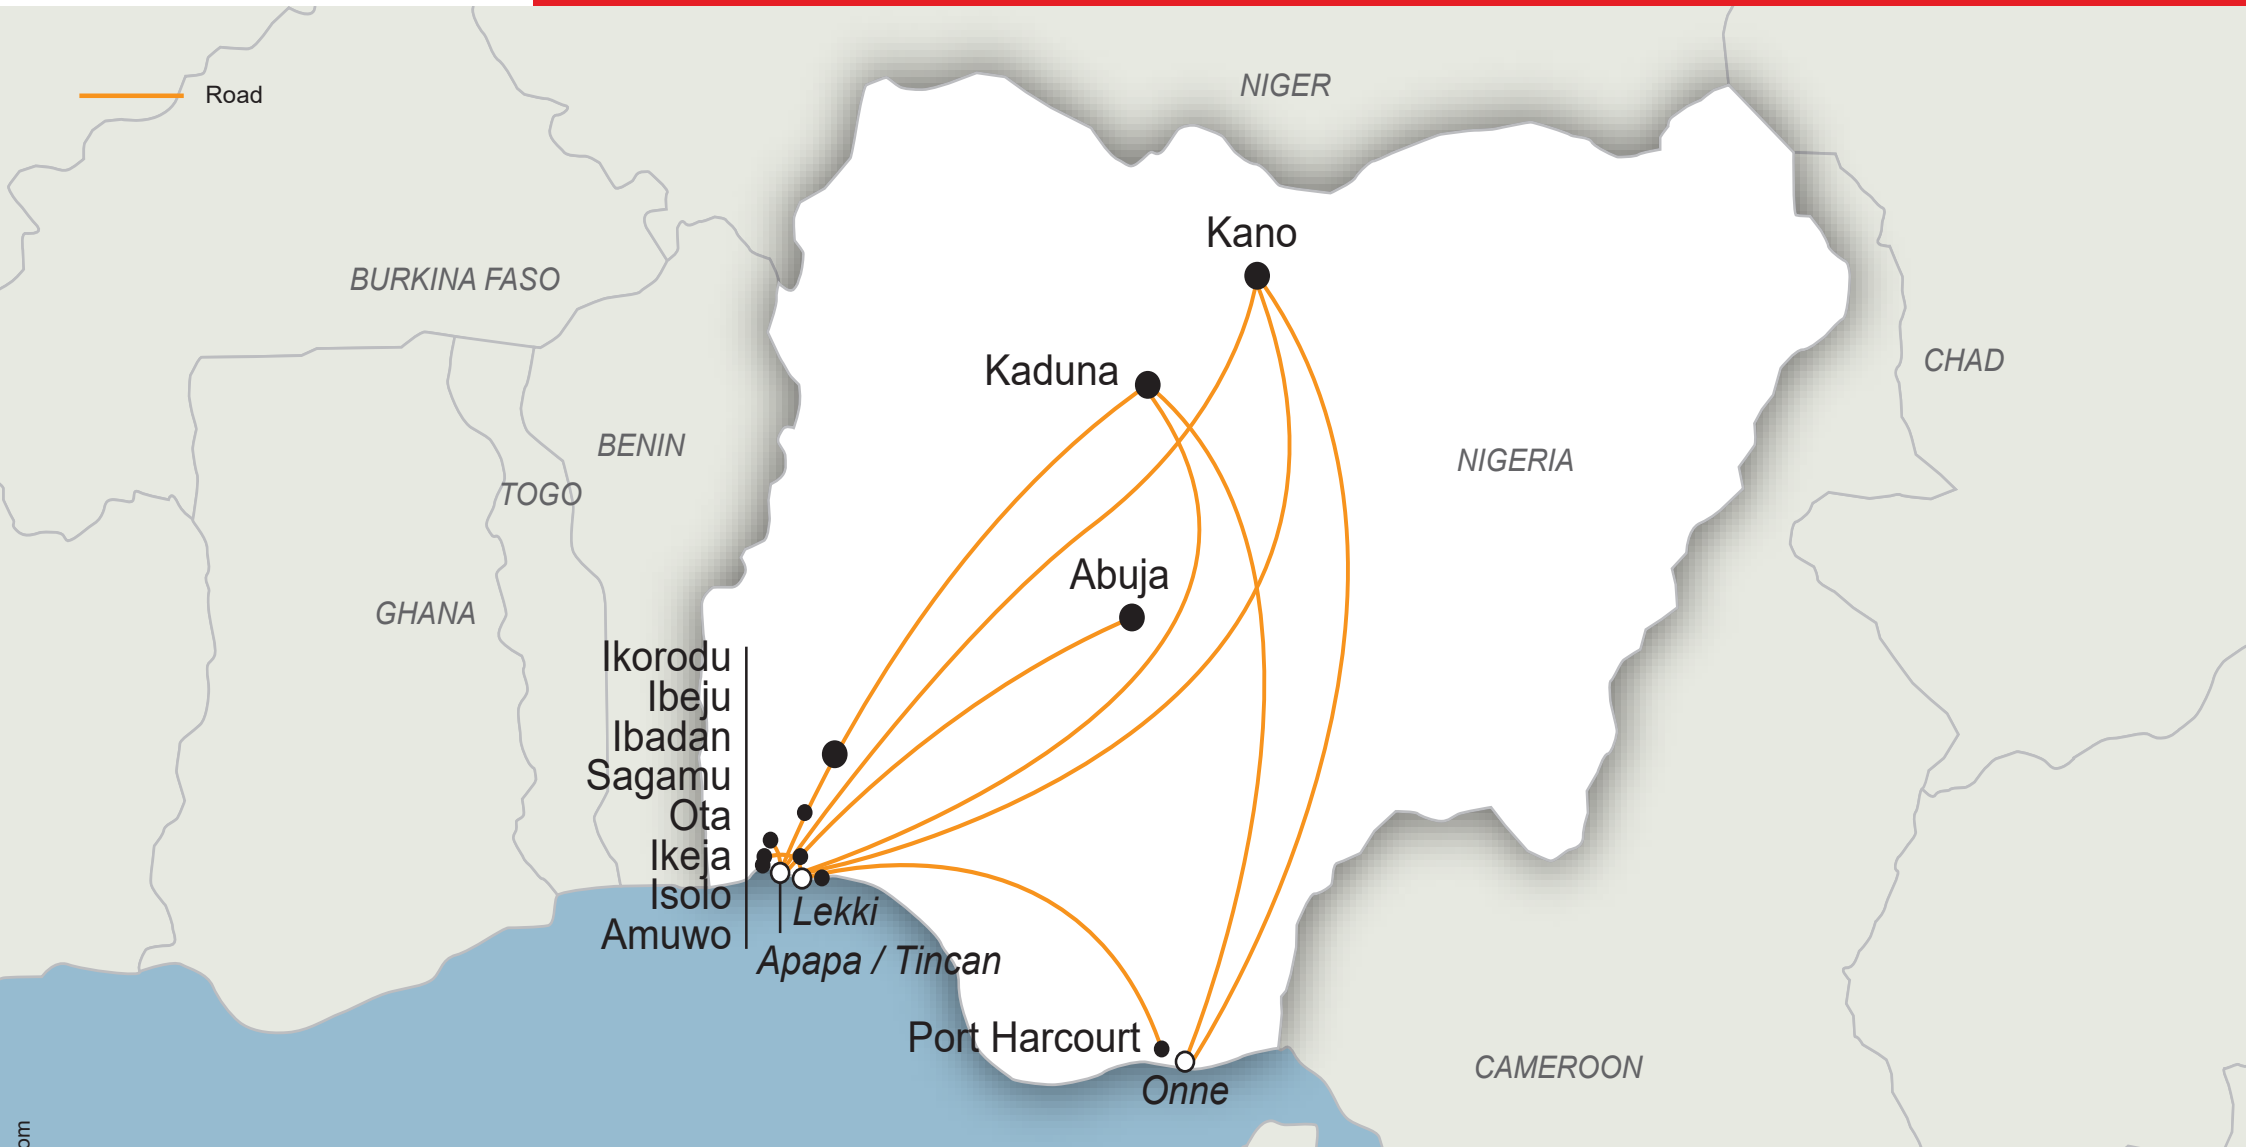 Road
NIGER
Kano
BURKINA FASO
Kaduna
CHAD
BENIN
NIGERIA
TOGO
Abuja
GHANA
Ikorodu
Ibeju
Ibadan
Sagamu
Ota
Ikeja
Isolo
Amuwo
Lekki
Apapa / Tincan
Port Harcourt
Onne
CAMEROON